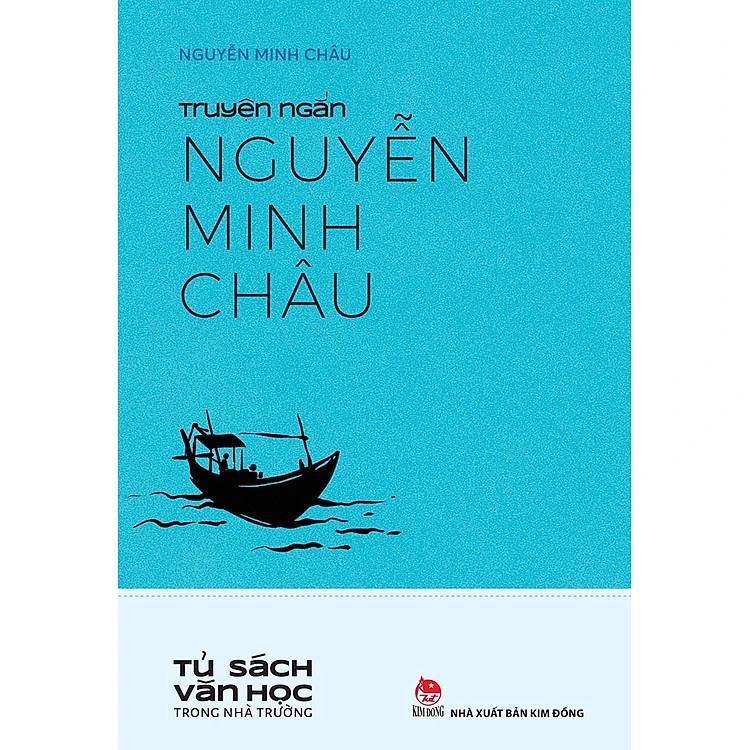 NGUYỄN MINH CHÂU
TRUYỆN NGẮN
NGUYỄN
MINH
CHÂU
TỦ SÁCH
VĂN HỌC
TRONG NHÀ TRƯỜNG
KIM ĐỒNG
NHÀ XUẤT BẢN KIM ĐỒNG